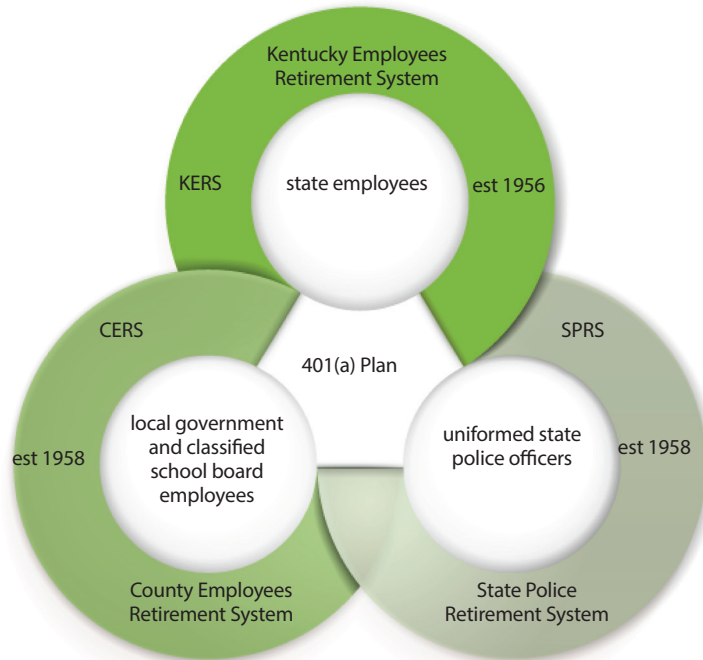 Kentucky Employees
Retirement System
KERS
state employees
est 1956
CERS
SPRS
401(a) Plan
est 1958
local government
and classified
school board
employees
uniformed state
police officers
est 1958
County Employees
Retirement System
State Police
Retirement System